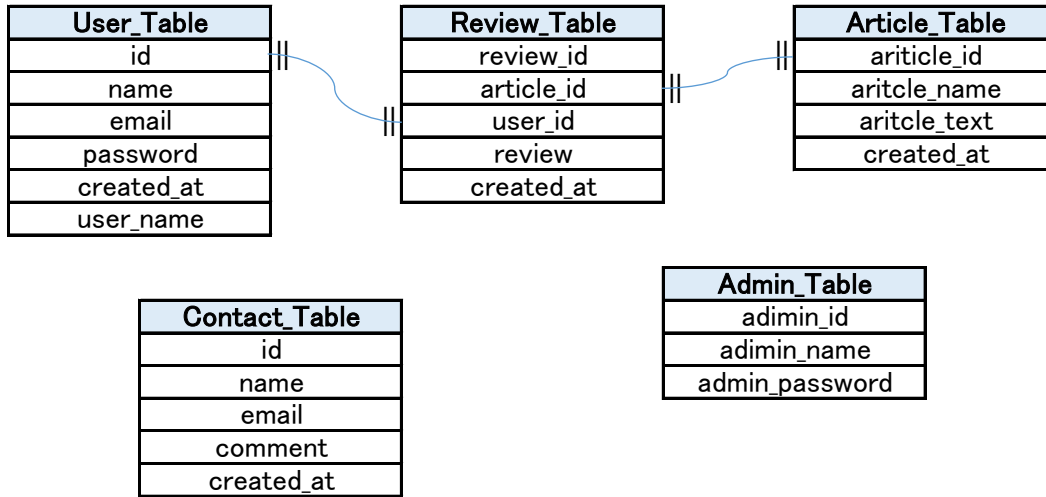 User_Table
id
name
email
password
created_at
user_name
Review_Table
review_id
article_id
user_id
review
created_at
Article_Table
ariticle_id
aritcle_name
aritcle_text
created_at
Contact_Table
id
name
email
comment
created_at
Admin_Table
adimin_id
adimin_name
admin_password